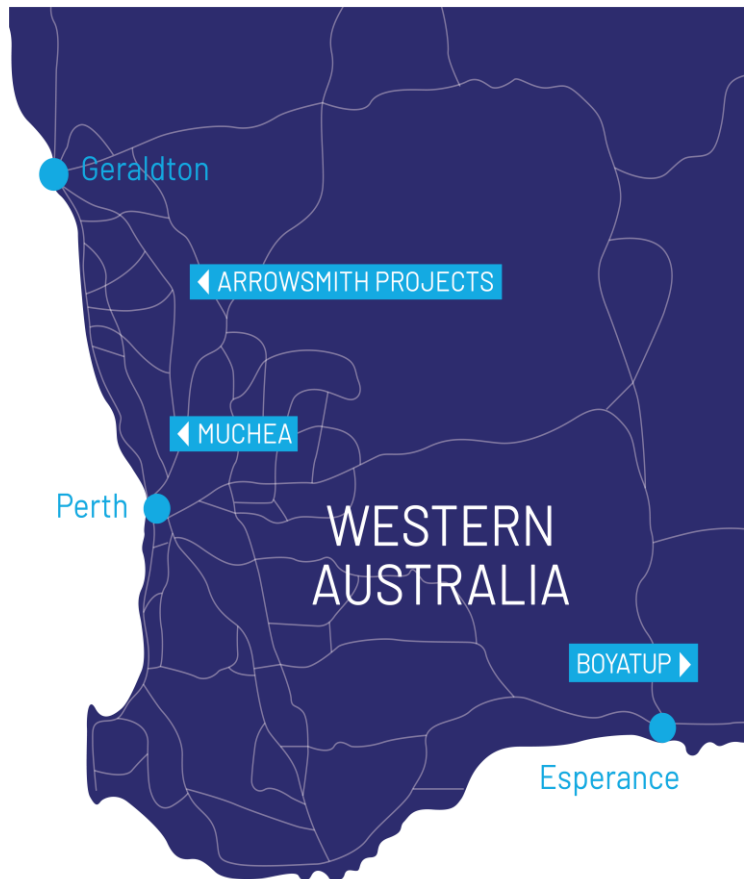 Geraldton
ARROWSMITH PROJECTS
MUCHEA
Perth
WESTERN
AUSTRALIA
BOYATUP
Esperance